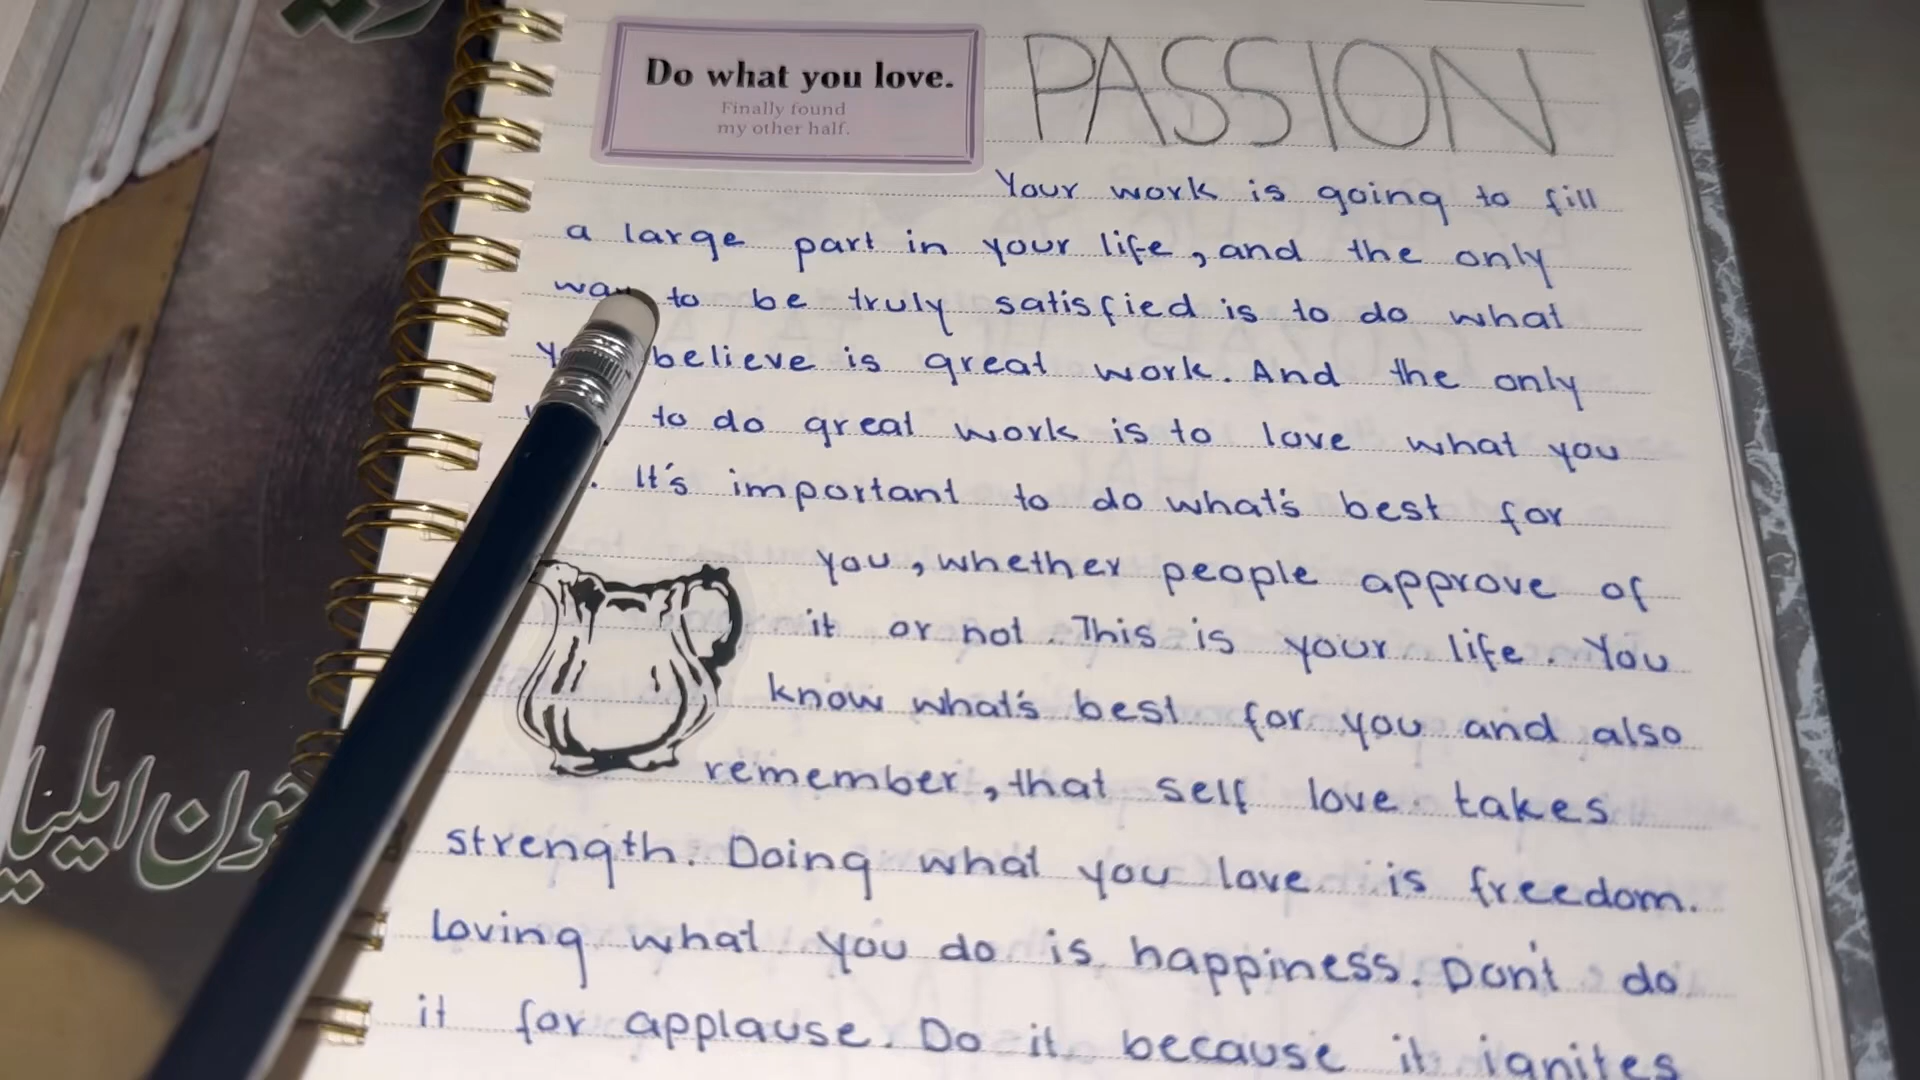 Do what you love.
Finally found
my other half.
PASSION
Your work is going to fill
a large part in your life, and the only
way to be truly satisfied is to do what
believe is great work. And the only
to do great work is to love what you
. It's important to do what's best for
you, whether people approve of
it or not. This is your life. You
know what's best for you and also
remember, that self love takes
strength. Doing what you love is freedom.
Loving what you do is happiness. Don't do
it for applause. Do it because it ignites
جون ایلیا